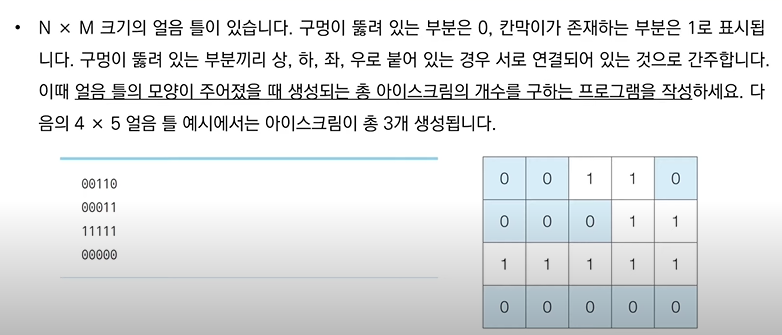 • N × M 크기의 얼음 틀이 있습니다. 구멍이 뚫려 있는 부분은 0, 칸막이가 존재하는 부분은 1로 표시됩
니다. 구멍이 뚫려 있는 부분끼리 상, 하, 좌, 우로 붙어 있는 경우 서로 연결되어 있는 것으로 간주합니다.
이때 얼음 틀의 모양이 주어졌을 때 생성되는 총 아이스크림의 개수를 구하는 프로그램을 작성하세요. 다
음의 4 × 5 얼음 틀 예시에서는 아이스크림이 총 3개 생성됩니다.
00110
00011
11111
00000
0 0 1 1 0
0 0 0 1 1
1 1 1 1 1
0 0 0 0 0